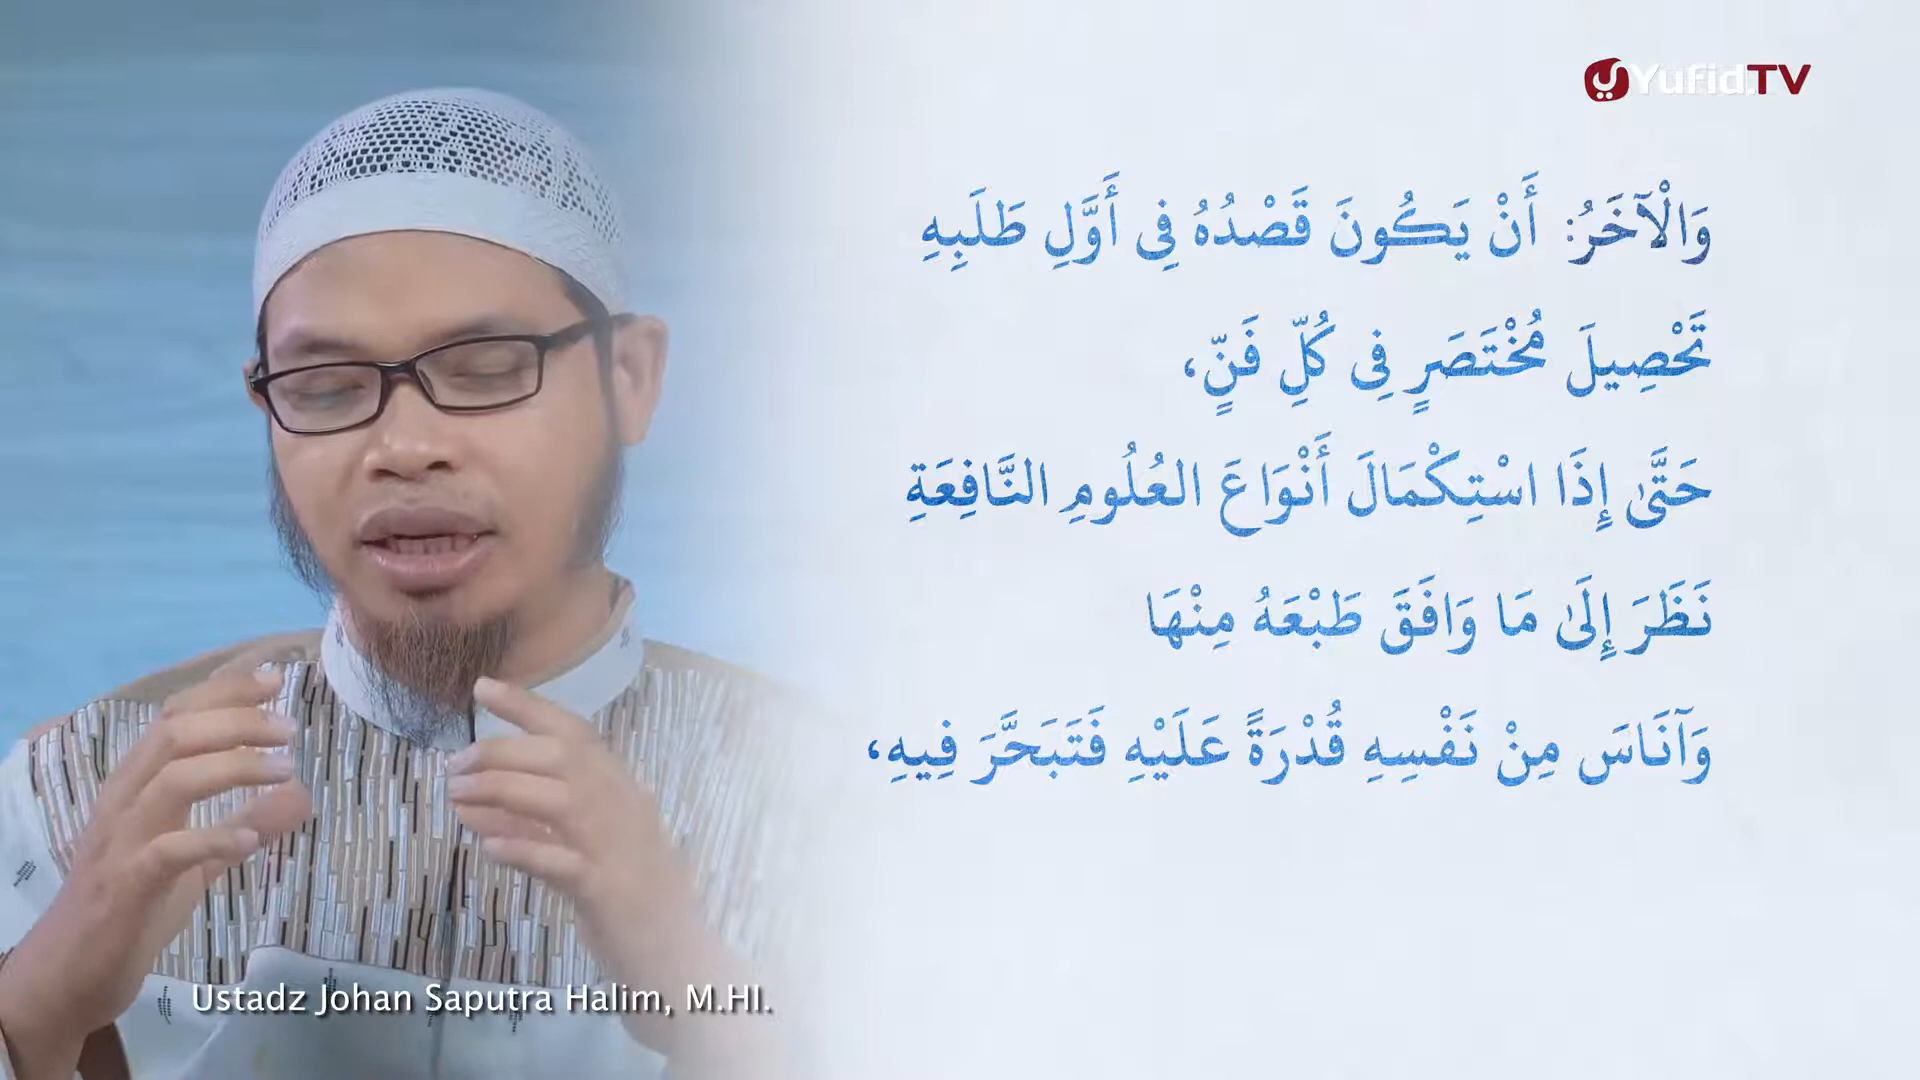 YufidTV
وَالْآخَرُ: أَنْ يَكُونَ قَصْدُهُ فِي أَوَّلِ طَلَبِهِ
تَحْصِيلَ مُخْتَصَرٍ فِي كُلِّ فَنٍّ،
حَتَّى إِذَا اسْتِكْمَالَ أَنْوَاعَ العُلُومِ النَّافِعَةِ
نَظَرَ إِلَى مَا وَافَقَ طَبْعَهُ مِنْهَا
وَآنَاسَ مِنْ نَفْسِهِ قُدْرَةً عَلَيْهِ فَتَبَحَّرَ فِيهِ،
Ustadz Johan Saputra Halim, M.HI.